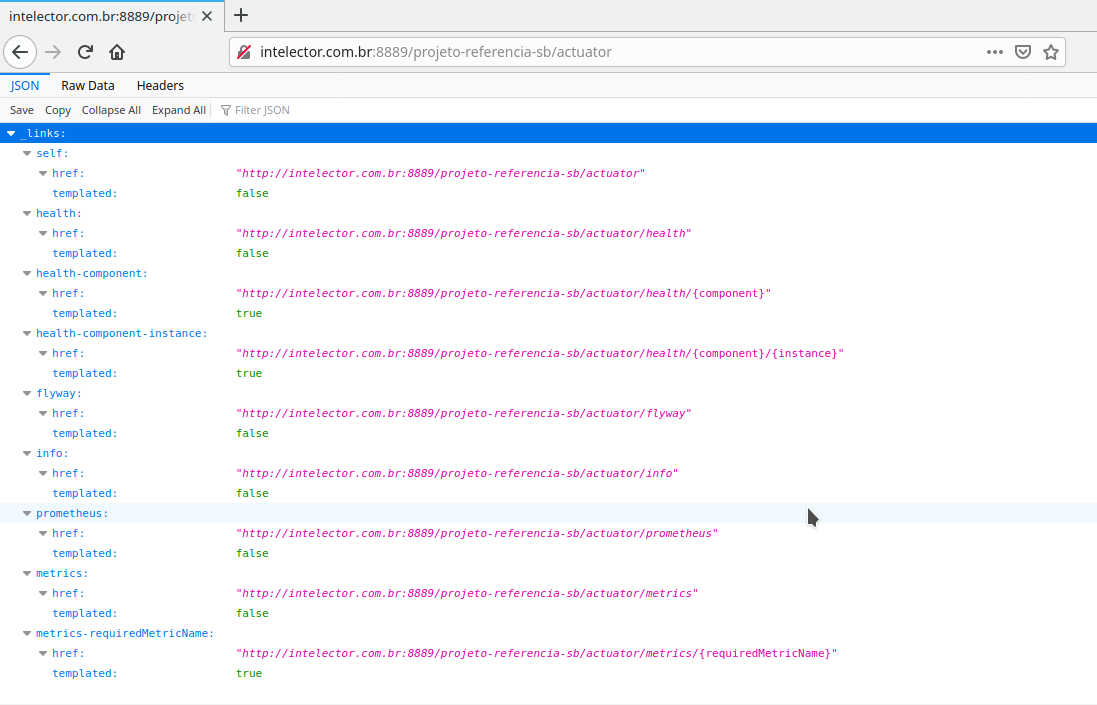 intelector.com.br:8889/projet
intelector.com.br:8889/projeto-referencia-sb/actuator
JSON Raw Data Headers
Save Copy Collapse All Expand All Filter JSON
_links:
self:
href: "http://intelector.com.br:8889/projeto-referencia-sb/actuator"
templated: false
health:
href: "http://intelector.com.br:8889/projeto-referencia-sb/actuator/health"
templated: false
health-component:
href: "http://intelector.com.br:8889/projeto-referencia-sb/actuator/health/{component}"
templated: true
health-component-instance:
href: "http://intelector.com.br:8889/projeto-referencia-sb/actuator/health/{component}/{instance}"
templated: true
flyway:
href: "http://intelector.com.br:8889/projeto-referencia-sb/actuator/flyway"
templated: false
info:
href: "http://intelector.com.br:8889/projeto-referencia-sb/actuator/info"
templated: false
prometheus:
href: "http://intelector.com.br:8889/projeto-referencia-sb/actuator/prometheus"
templated: false
metrics:
href: "http://intelector.com.br:8889/projeto-referencia-sb/actuator/metrics"
templated: false
metrics-requiredMetricName:
href: "http://intelector.com.br:8889/projeto-referencia-sb/actuator/metrics/{requiredMetricName}"
templated: true